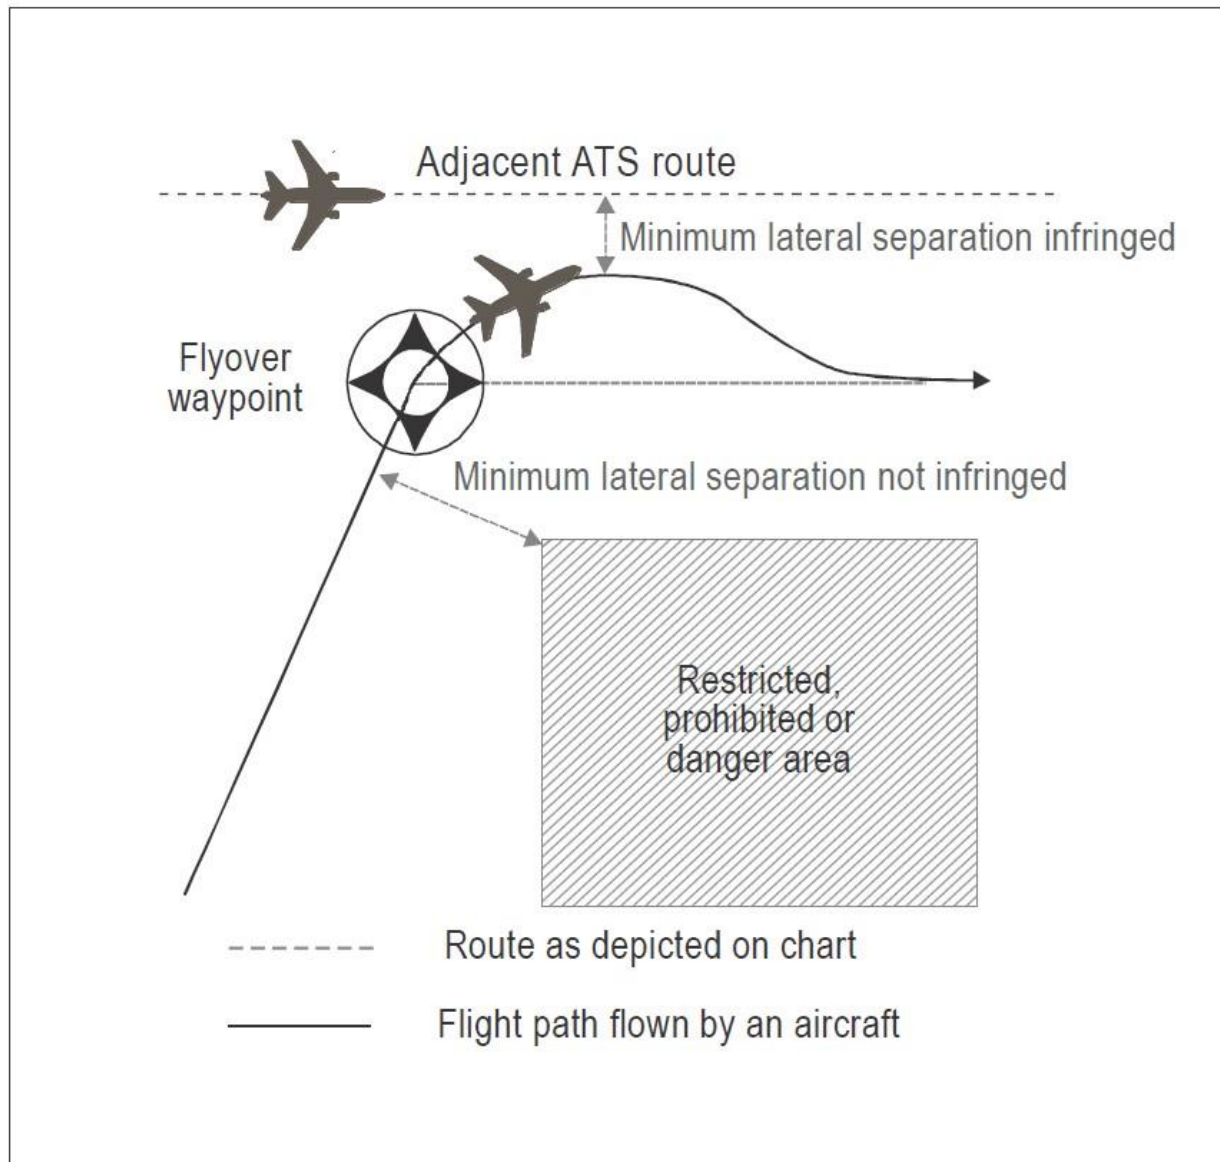 Adjacent ATS route
Minimum lateral separation infringed
Flyover
waypoint
Minimum lateral separation not infringed
Restricted,
prohibited or
danger area
Route as depicted on chart
Flight path flown by an aircraft